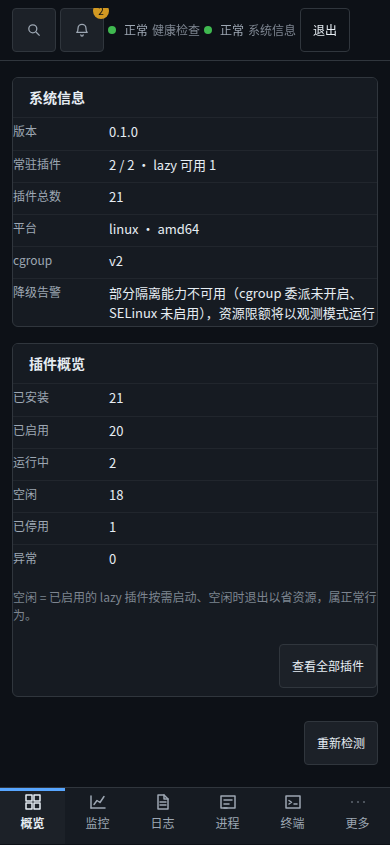 2
正常 健康检查 正常 系统信息 退出
系统信息
版本 0.1.0
常驻插件 2 / 2 · lazy 可用 1
插件总数 21
平台 linux · amd64
cgroup v2
降级告警 部分隔离能力不可用（cgroup 委派未开启、
SELinux 未启用），资源限额将以观测模式运行
插件概览
已安装 21
已启用 20
运行中 2
空闲 18
已停用 1
异常 0
空闲 = 已启用的 lazy 插件按需启动、空闲时退出以省资源，属正常行
为。
查看全部插件
重新检测
概览 监控 日志 进程 终端 更多